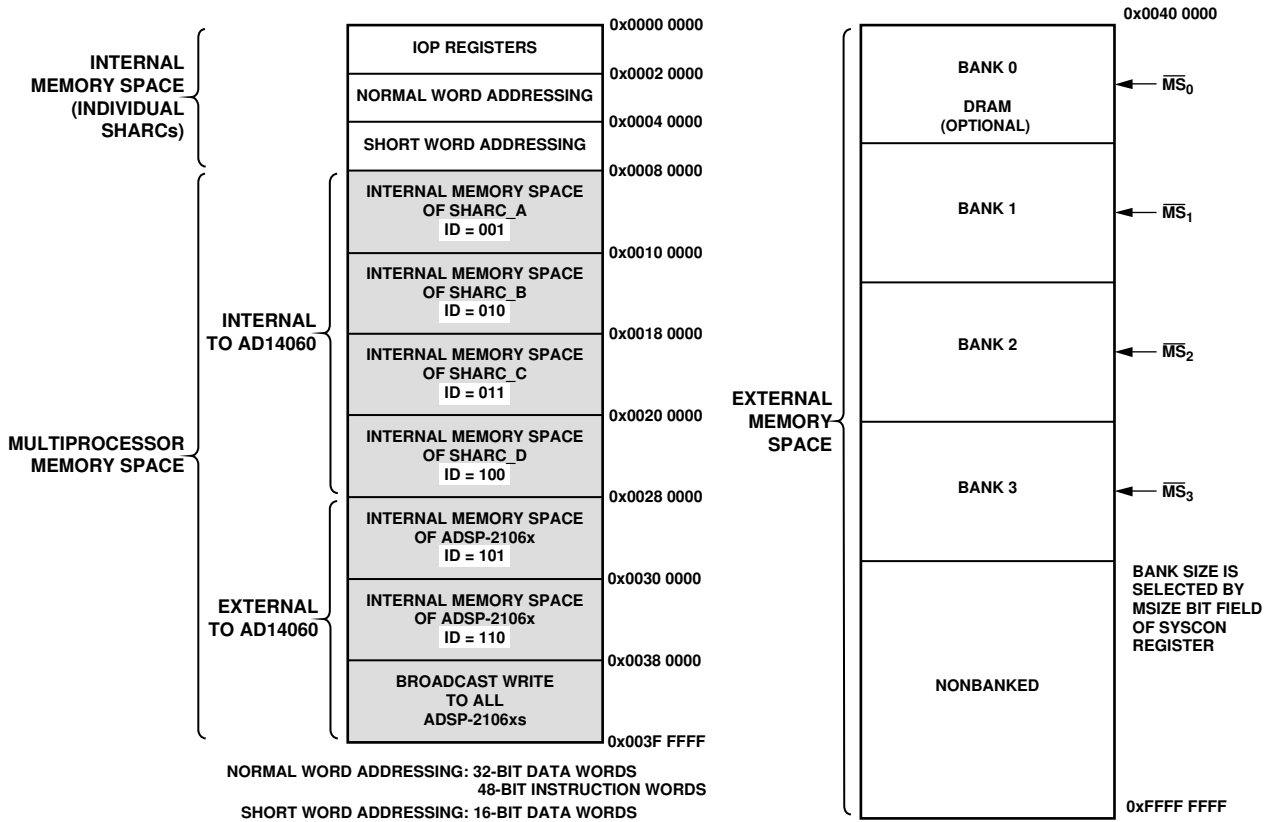 0x0000 0000
IOP REGISTERS
0x0002 0000
NORMAL WORD ADDRESSING
0x0004 0000
SHORT WORD ADDRESSING
0x0008 0000
INTERNAL
MEMORY SPACE
(INDIVIDUAL
SHARCs)
INTERNAL MEMORY SPACE
OF SHARC_A
ID = 001
0x0010 0000
INTERNAL MEMORY SPACE
OF SHARC_B
ID = 010
0x0018 0000
INTERNAL MEMORY SPACE
OF SHARC_C
ID = 011
0x0020 0000
INTERNAL MEMORY SPACE
OF SHARC_D
ID = 100
0x0028 0000
INTERNAL
TO AD14060
MULTIPROCESSOR
MEMORY SPACE
INTERNAL MEMORY SPACE
OF ADSP-2106x
ID = 101
0x0030 0000
INTERNAL MEMORY SPACE
OF ADSP-2106x
ID = 110
0x0038 0000
EXTERNAL
TO AD14060
BROADCAST WRITE
TO ALL
ADSP-2106xs
0x003F FFFF
NORMAL WORD ADDRESSING: 32-BIT DATA WORDS
48-BIT INSTRUCTION WORDS
SHORT WORD ADDRESSING: 16-BIT DATA WORDS
0x0040 0000
BANK 0
DRAM
(OPTIONAL)
M̅S̅0
BANK 1
M̅S̅1
BANK 2
M̅S̅2
EXTERNAL
MEMORY
SPACE
BANK 3
M̅S̅3
BANK SIZE IS
SELECTED BY
MSIZE BIT FIELD
OF SYSCON
REGISTER
NONBANKED
0xFFFF FFFF